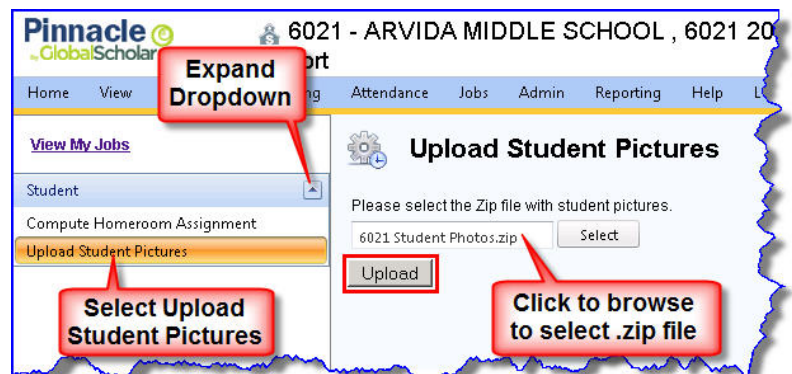 Pinnacle
GlobalScholar
6021 - ARVIDA MIDDLE SCHOOL , 6021 20
Expand
Dropdown
Home View Attendance Jobs Admin Reporting Help
View My Jobs
Upload Student Pictures
Student
Please select the Zip file with student pictures.
Compute Homeroom Assignment
6021 Student Photos.zip Select
Upload Student Pictures
Upload
Select Upload
Student Pictures
Click to browse
to select .zip file